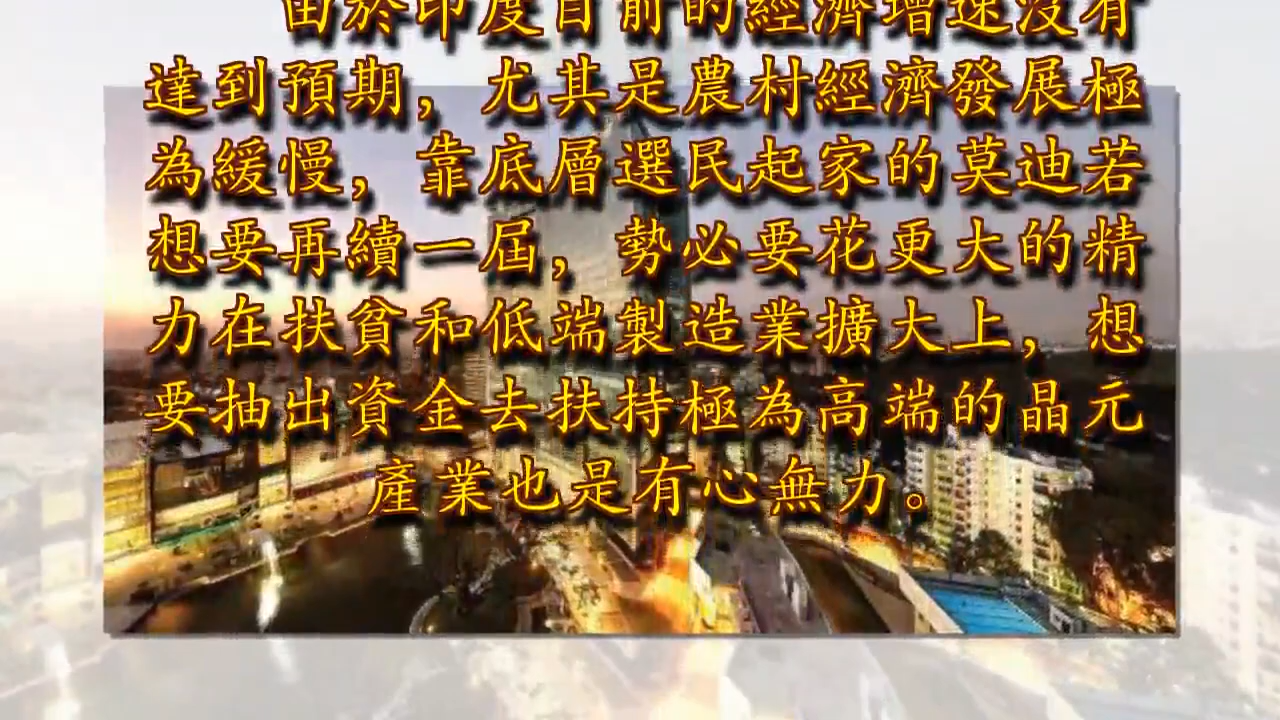 由於印度目前的經濟增速沒有
達到預期，尤其是農村經濟發展極
為緩慢，靠底層選民起家的莫迪若
想要再續一屆，勢必要花更大的精
力在扶貧和低端製造業擴大上，想
要抽出資金去扶持極為高端的晶元
產業也是有心無力。